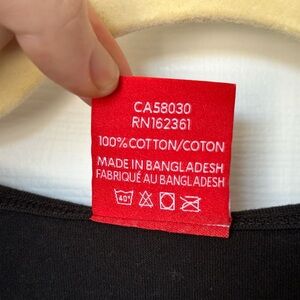 CA58030
RN162361
100% COTTON/COTON
MADE IN BANGLADESH
FABRIQUÉ AU BANGLADESH
40°